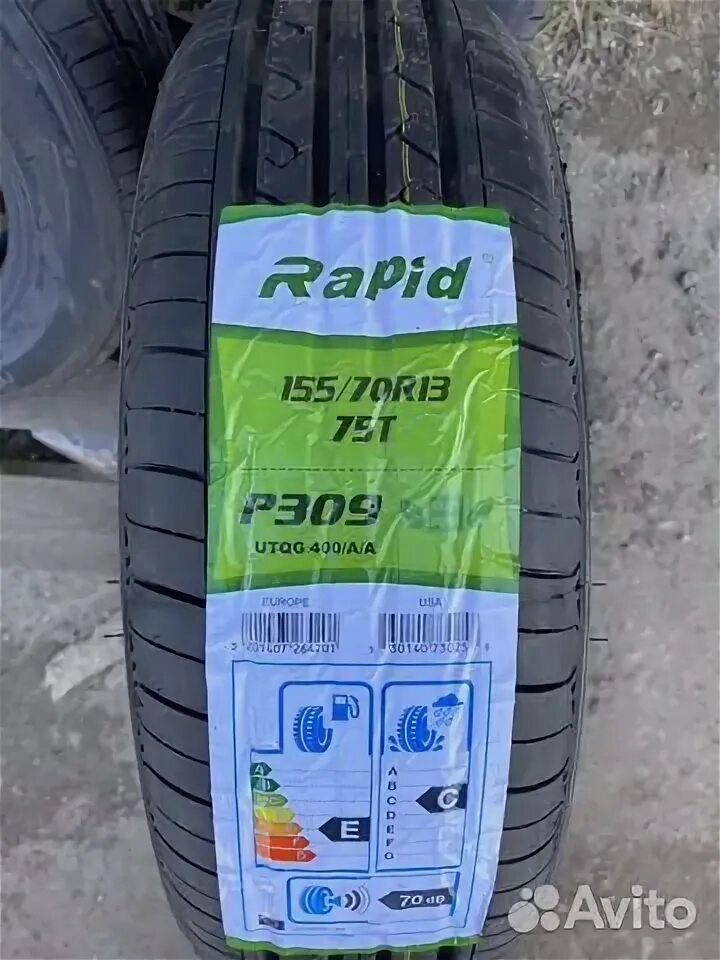 Rapid
155/70R13
75T
P309
UTQG 400/A/A
EUROPE USA
A
B
C
D
E
F
G
E
C
70 dB
Avito